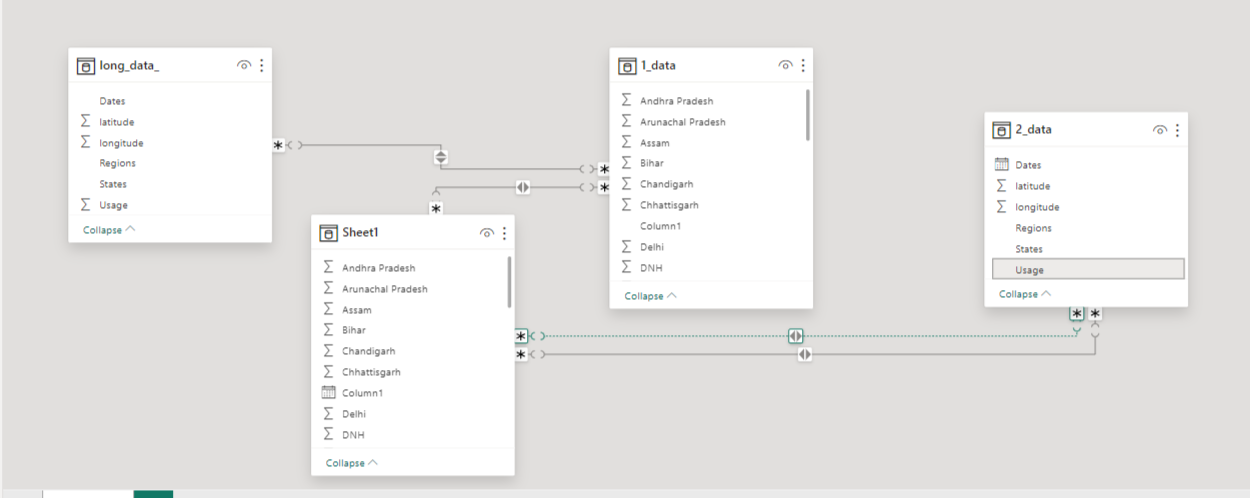 long_data_
Dates
Σ latitude
Σ longitude
Regions
States
Σ Usage
Collapse
1_data
Σ Andhra Pradesh
Σ Arunachal Pradesh
Σ Assam
Σ Bihar
Σ Chandigarh
Σ Chhattisgarh
Column1
Σ Delhi
Σ DNH
Collapse
2_data
Dates
Σ latitude
Σ longitude
Regions
States
Usage
Collapse
Sheet1
Σ Andhra Pradesh
Σ Arunachal Pradesh
Σ Assam
Σ Bihar
Σ Chandigarh
Σ Chhattisgarh
Column1
Σ Delhi
Σ DNH
Collapse